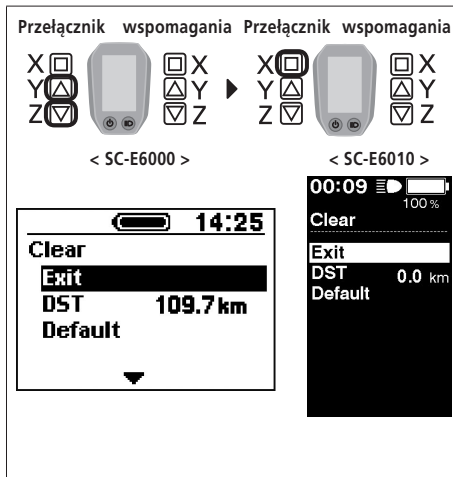 Przełącznik wspomagania Przełącznik wspomagania
X X X X
Y Y Y Y
Z Z Z Z
< SC-E6000 > < SC-E6010 >
14:25
Clear
Exit
DST 109.7 km
Default
00:09
100 %
Clear
Exit
DST 0.0 km
Default